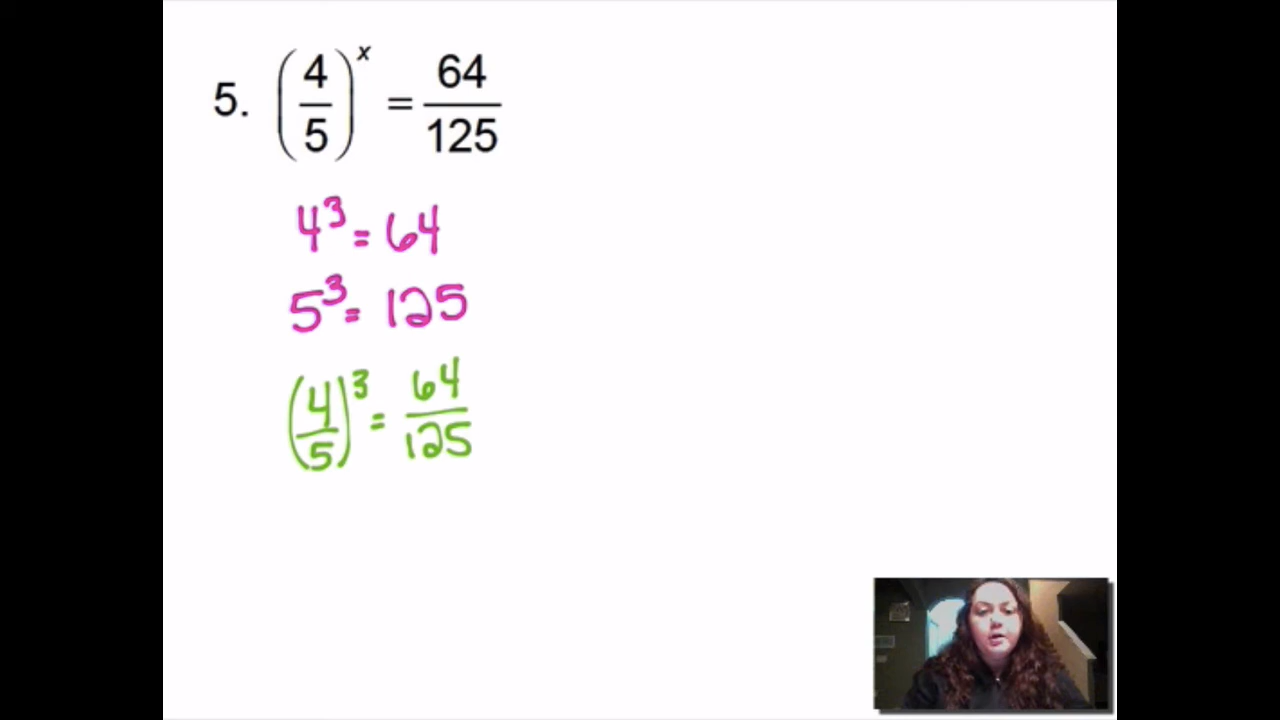 5. (4/5)^x = 64/125
4^3 = 64
5^3 = 125
(4/5)^3 = 64/125